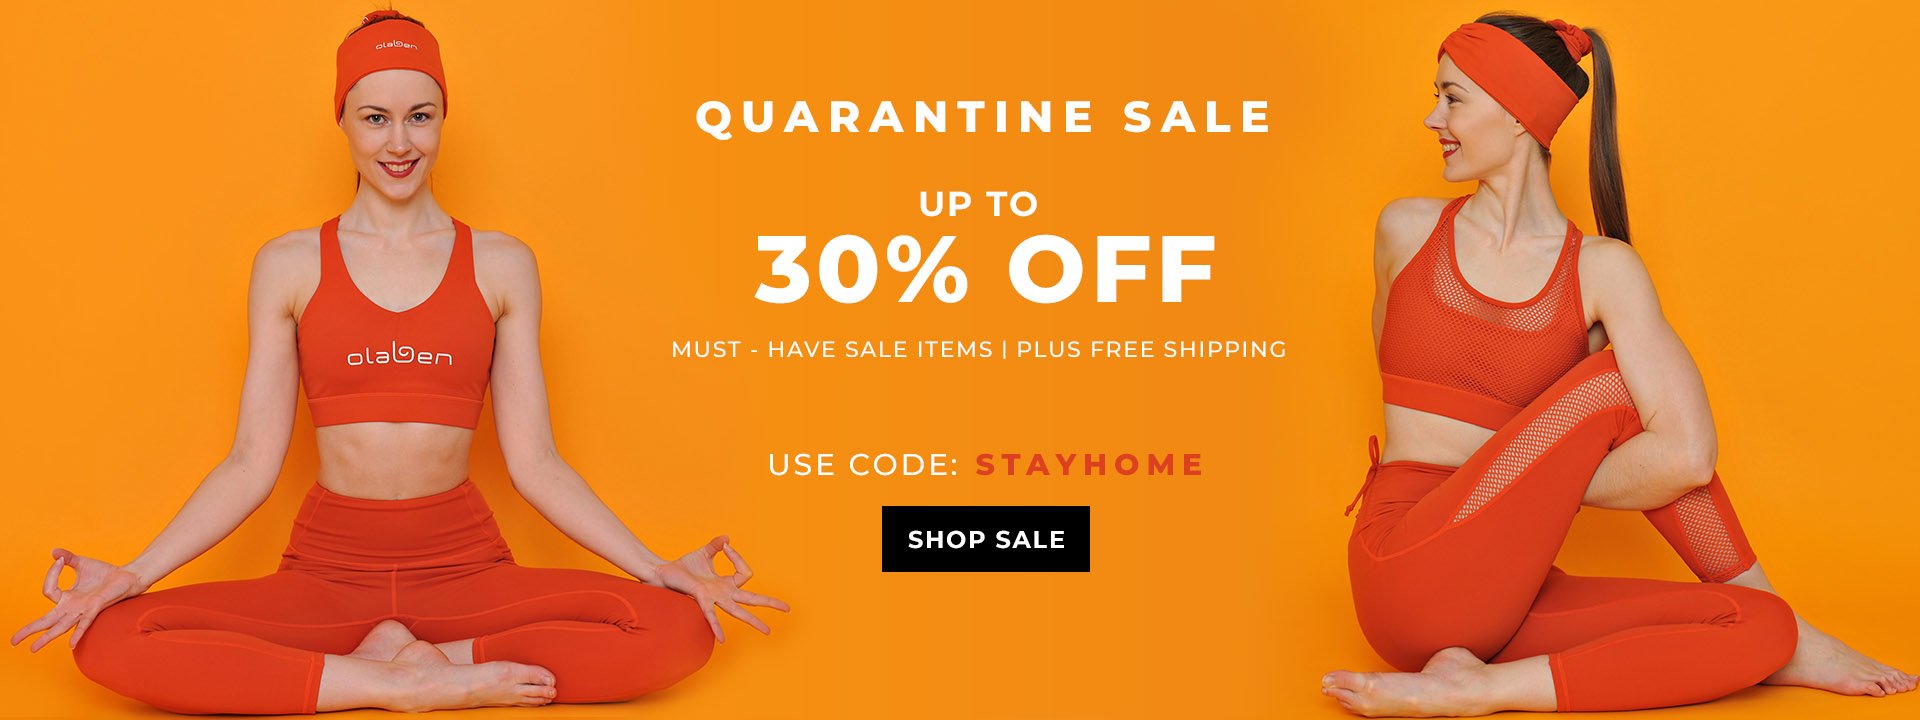 olaben
QUARANTINE SALE
UP TO
30% OFF
MUST - HAVE SALE ITEMS | PLUS FREE SHIPPING
olaben
USE CODE: STAYHOME
SHOP SALE